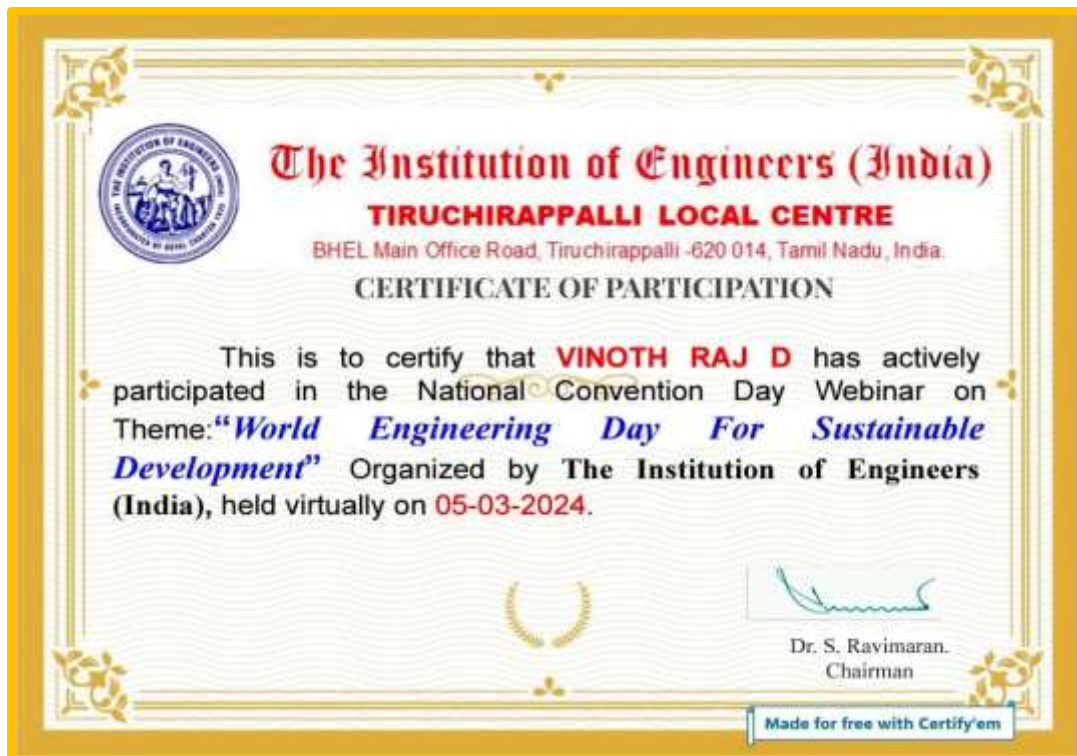 The Institution of Engineers (India)
TIRUCHIRAPPALLI LOCAL CENTRE
BHEL Main Office Road, Tiruchirappalli -620 014, Tamil Nadu, India.
CERTIFICATE OF PARTICIPATION
This is to certify that VINOTH RAJ D has actively
participated in the National Convention Day Webinar on
Theme:“World Engineering Day For Sustainable
Development” Organized by The Institution of Engineers
(India), held virtually on 05-03-2024.
Dr. S. Ravimaran.
Chairman
Made for free with Certify'em